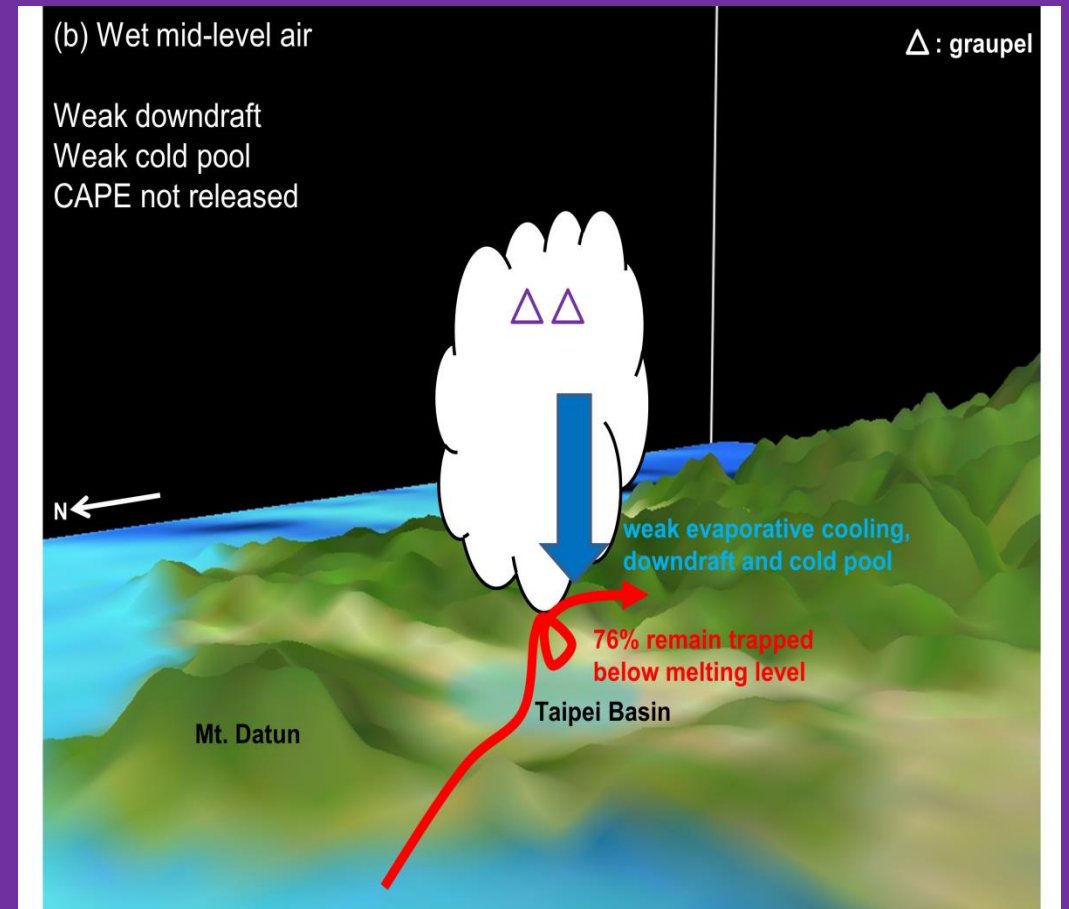 (b) Wet mid-level air
Δ : graupel
Weak downdraft
Weak cold pool
CAPE not released
N
weak evaporative cooling,
downdraft and cold pool
76% remain trapped
below melting level
Taipei Basin
Mt. Datun